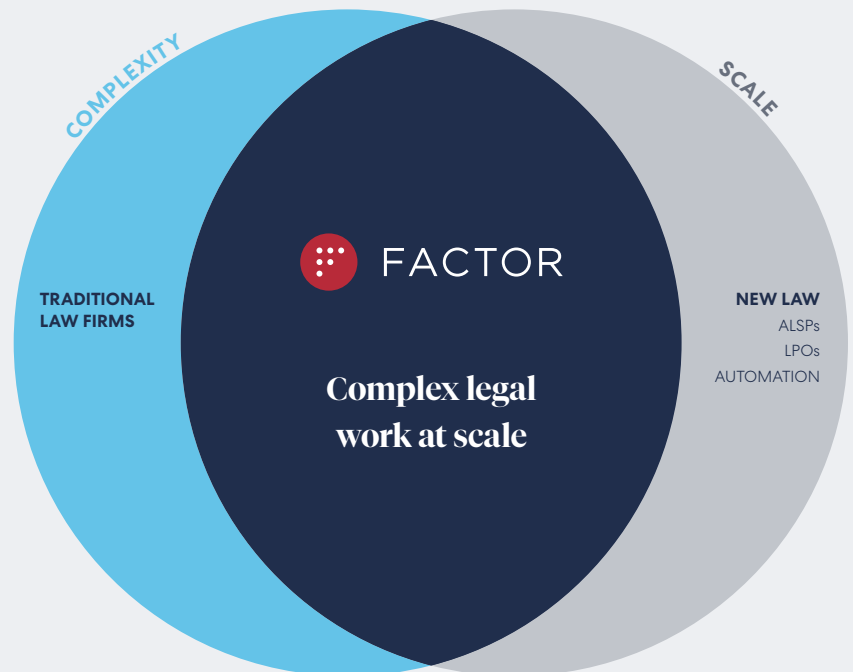 COMPLEXITY
SCALE
FACTOR
TRADITIONAL
LAW FIRMS
Complex legal
work at scale
NEW LAW
ALSPs
LPOs
AUTOMATION